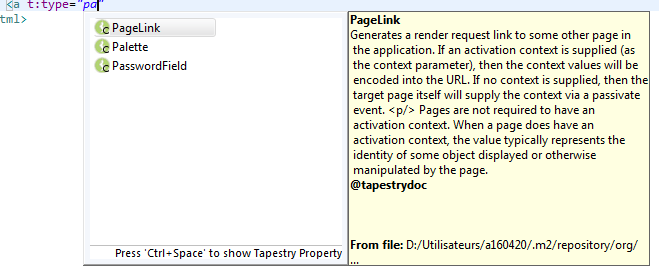 <a t:type="pa"
tml>
PageLink
Palette
PasswordField
Press 'Ctrl+Space' to show Tapestry Property
PageLink
Generates a render request link to some other page in
the application. If an activation context is supplied (as
the context parameter), then the context values will be
encoded into the URL. If no context is supplied, then the
target page itself will supply the context via a passivate
event. <p/> Pages are not required to have an
activation context. When a page does have an
activation context, the value typically represents the
identity of some object displayed or otherwise
manipulated by the page.
@tapestrydoc
From file: D:/Utilisateurs/a160420/.m2/repository/org/
...